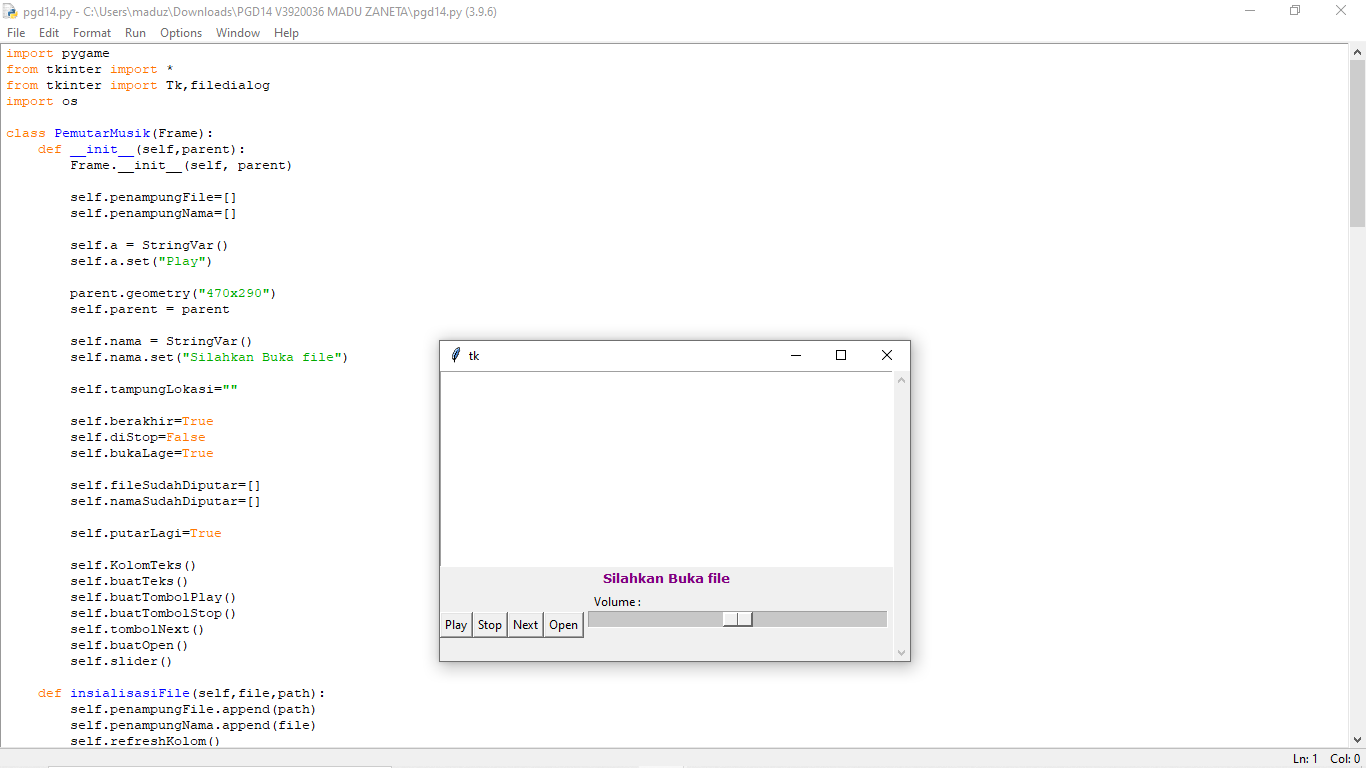 pgd14.py - C:\Users\maduz\Downloads\PGD14 V3920036 MADU ZANETA\pgd14.py (3.9.6)
File Edit Format Run Options Window Help
import pygame
from tkinter import *
from tkinter import Tk,filedialog
import os
class PemutarMusik(Frame):
    def __init__(self,parent):
        Frame.__init__(self, parent)
        self.penampungFile=[]
        self.penampungNama=[]
        self.a = StringVar()
        self.a.set("Play")
        parent.geometry("470x290")
        self.parent = parent
        self.nama = StringVar()
        self.nama.set("Silahkan Buka file")
        self.tampungLokasi=""
        self.berakhir=True
        self.diStop=False
        self.bukaLage=True
        self.fileSudahDiputar=[]
        self.namaSudahDiputar=[]
        self.putarLagi=True
        self.KolomTeks()
        self.buatTeks()
        self.buatTombolPlay()
        self.buatTombolStop()
        self.tombolNext()
        self.buatOpen()
        self.slider()
    def insialisasiFile(self,file,path):
        self.penampungFile.append(path)
        self.penampungNama.append(file)
        self.refreshKolom()
tk
Silahkan Buka file
Volume :
Play Stop Next Open
Ln: 1 Col: 0